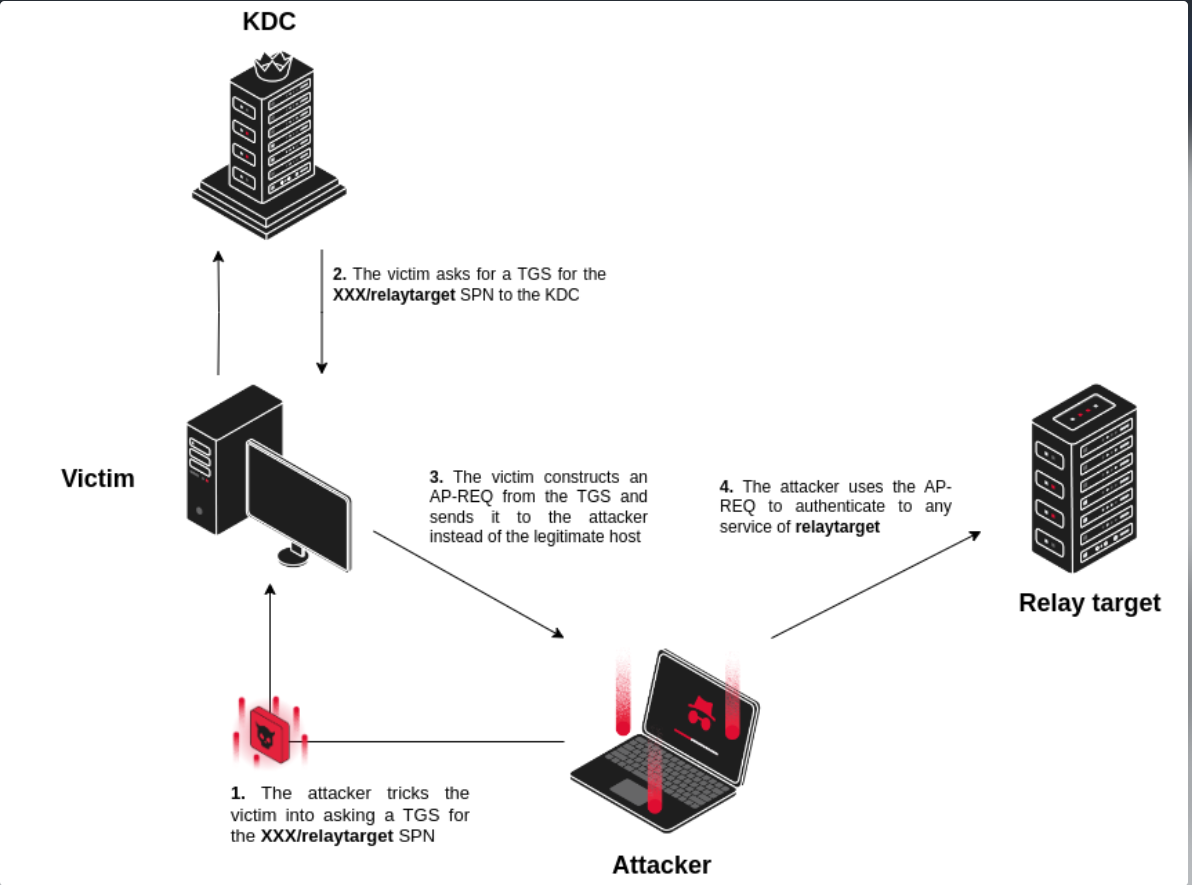 KDC
2. The victim asks for a TGS for the
XXX/relaytarget SPN to the KDC
Victim
3. The victim constructs an
AP-REQ from the TGS and
sends it to the attacker
instead of the legitimate host
4. The attacker uses the AP-
REQ to authenticate to any
service of relaytarget
Relay target
1. The attacker tricks the
victim into asking a TGS for
the XXX/relaytarget SPN
Attacker